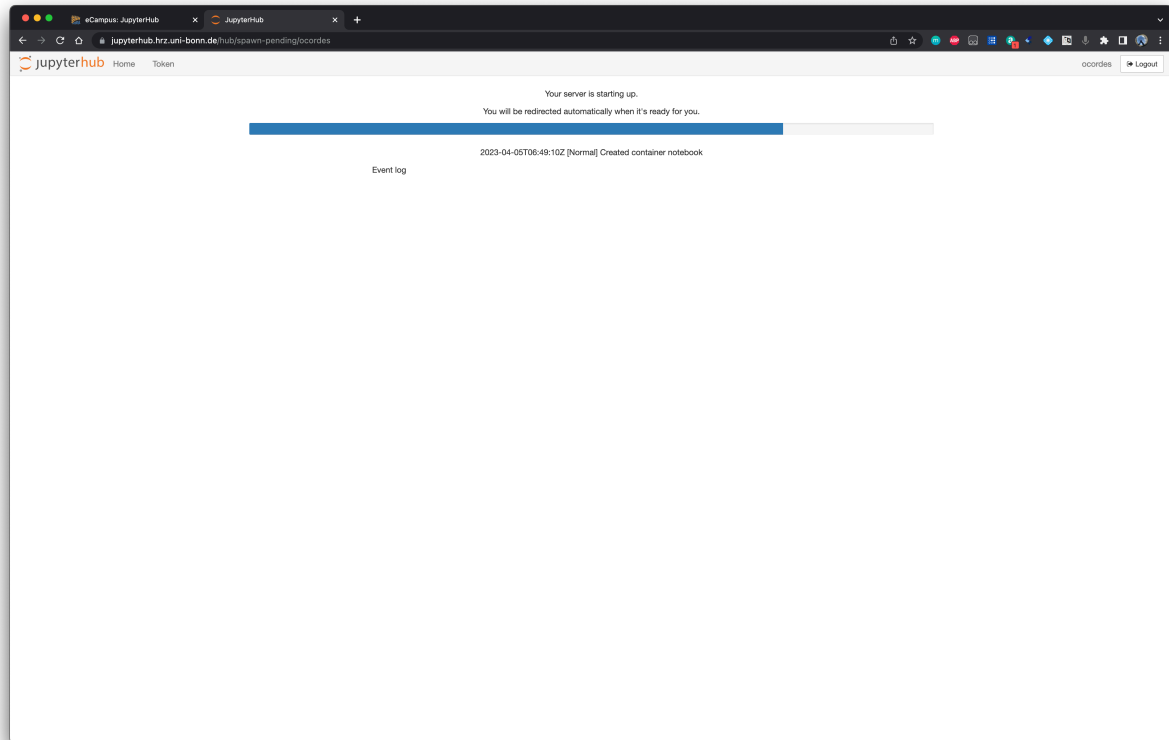 eCampus: JupyterHub
JupyterHub
jupyterhub.hrz.uni-bonn.de/hub/spawn-pending/ocordes
jupyterhub Home Token ocordes Logout
Your server is starting up.
You will be redirected automatically when it's ready for you.
2023-04-05T06:49:10Z [Normal] Created container notebook
Event log